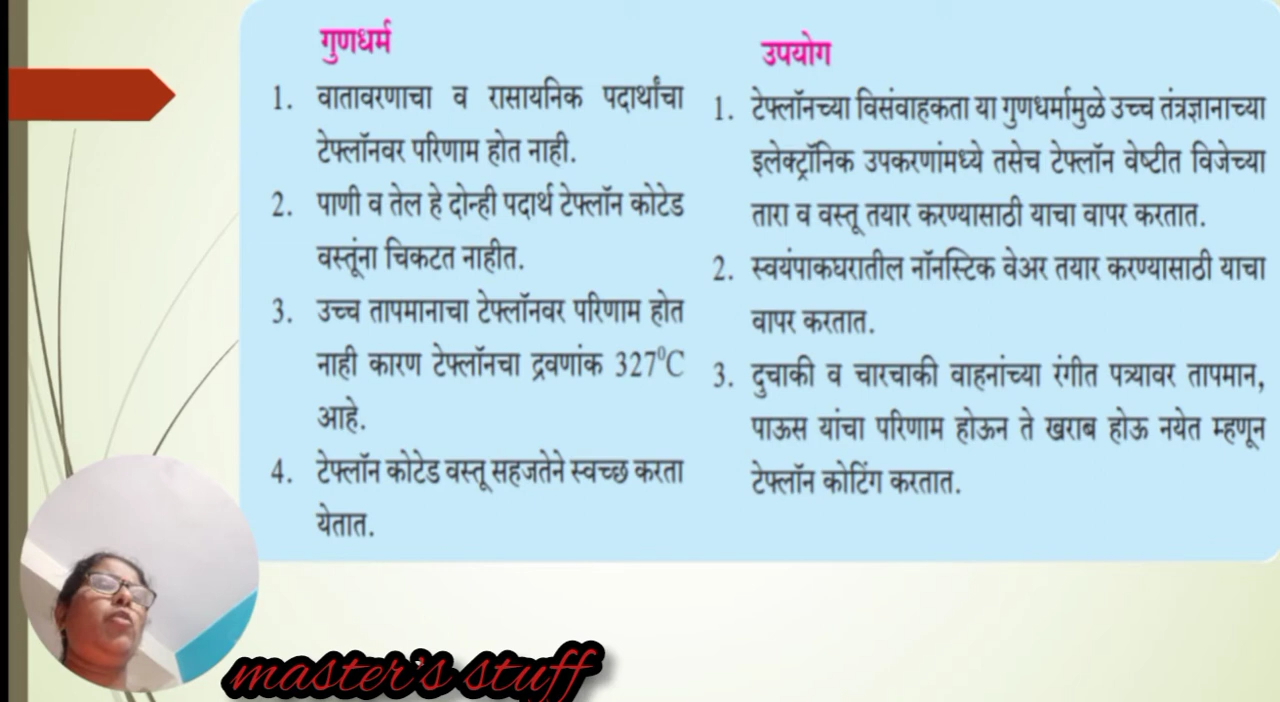 गुणधर्म
1. वातावरणाचा व रासायनिक पदार्थांचा
टेफ्लॉनवर परिणाम होत नाही.
2. पाणी व तेल हे दोन्ही पदार्थ टेफ्लॉन कोटेड
वस्तूंना चिकटत नाहीत.
3. उच्च तापमानाचा टेफ्लॉनवर परिणाम होत
नाही कारण टेफ्लॉनचा द्रवणांक 327⁰C
आहे.
4. टेफ्लॉन कोटेड वस्तू सहजतेने स्वच्छ करता
येतात.
उपयोग
1. टेफ्लॉनच्या विसंवाहकता या गुणधर्मामुळे उच्च तंत्रज्ञानाच्या
इलेक्ट्रॉनिक उपकरणांमध्ये तसेच टेफ्लॉन वेष्टीत विजेच्या
तारा व वस्तू तयार करण्यासाठी याचा वापर करतात.
2. स्वयंपाकघरातील नॉनस्टिक वेअर तयार करण्यासाठी याचा
वापर करतात.
3. दुचाकी व चारचाकी वाहनांच्या रंगीत पत्र्यावर तापमान,
पाऊस यांचा परिणाम होऊन ते खराब होऊ नयेत म्हणून
टेफ्लॉन कोटिंग करतात.
master's stuff